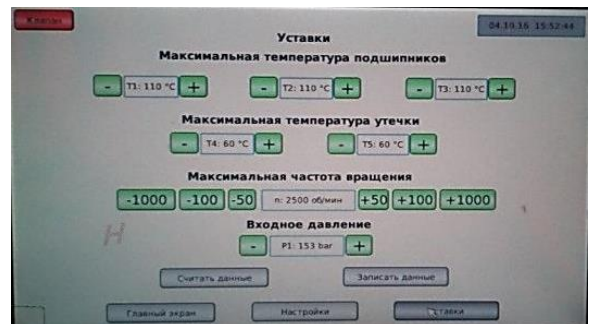 Клапан
04.10.16 15:52:44
Уставки
Максимальная температура подшипников
- T1: 110 °C + - T2: 110 °C + - T3: 110 °C +
Максимальная температура утечки
- T4: 60 °C + - T5: 60 °C +
Максимальная частота вращения
-1000 -100 -50 n: 2500 об/мин +50 +100 +1000
Входное давление
- P1: 153 bar +
Считать данные Записать данные
Главный экран Настройки Уставки